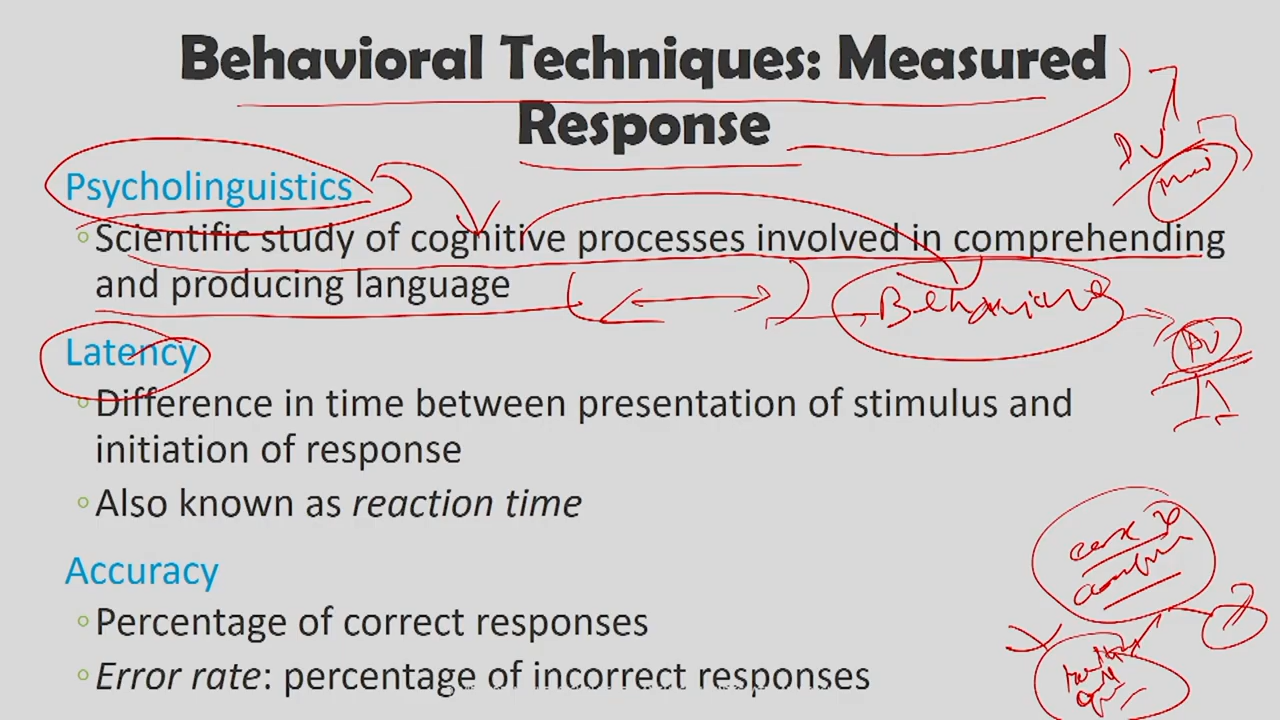 Behavioral Techniques: Measured
Response
Psycholinguistics
Scientific study of cognitive processes involved in comprehending
and producing language
Behaviour
Latency
Difference in time between presentation of stimulus and
initiation of response
Also known as reaction time
Accuracy
Percentage of correct responses
Error rate: percentage of incorrect responses